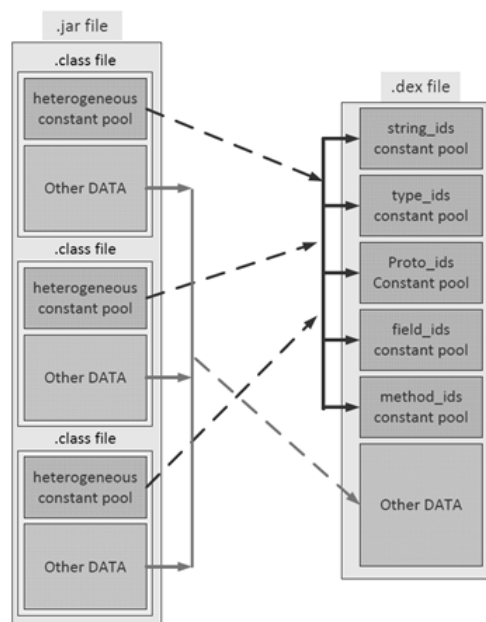 .jar file
.class file
heterogeneous
constant pool
Other DATA
.class file
heterogeneous
constant pool
Other DATA
.class file
heterogeneous
constant pool
Other DATA
.dex file
string_ids
constant pool
type_ids
constant pool
Proto_ids
Constant pool
field_ids
constant pool
method_ids
constant pool
Other DATA